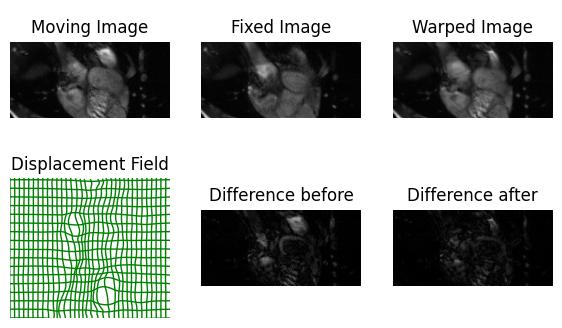 Moving Image
Fixed Image
Warped Image
Displacement Field
Difference before
Difference after